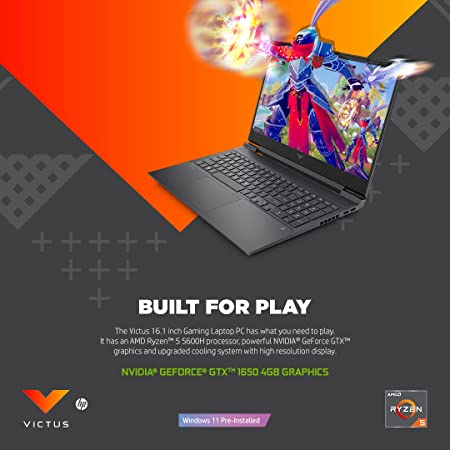 BUILT FOR PLAY
The Victus 16.1 inch Gaming Laptop PC has what you need to play.
It has an AMD Ryzen™ 5 5600H processor, powerful NVIDIA® GeForce GTX™
graphics and upgraded cooling system with high resolution display.
NVIDIA® GEFORCE® GTX™ 1650 4GB GRAPHICS
VICTUS
hp
Windows 11 Pre-Installed
AMD
RYZEN
5